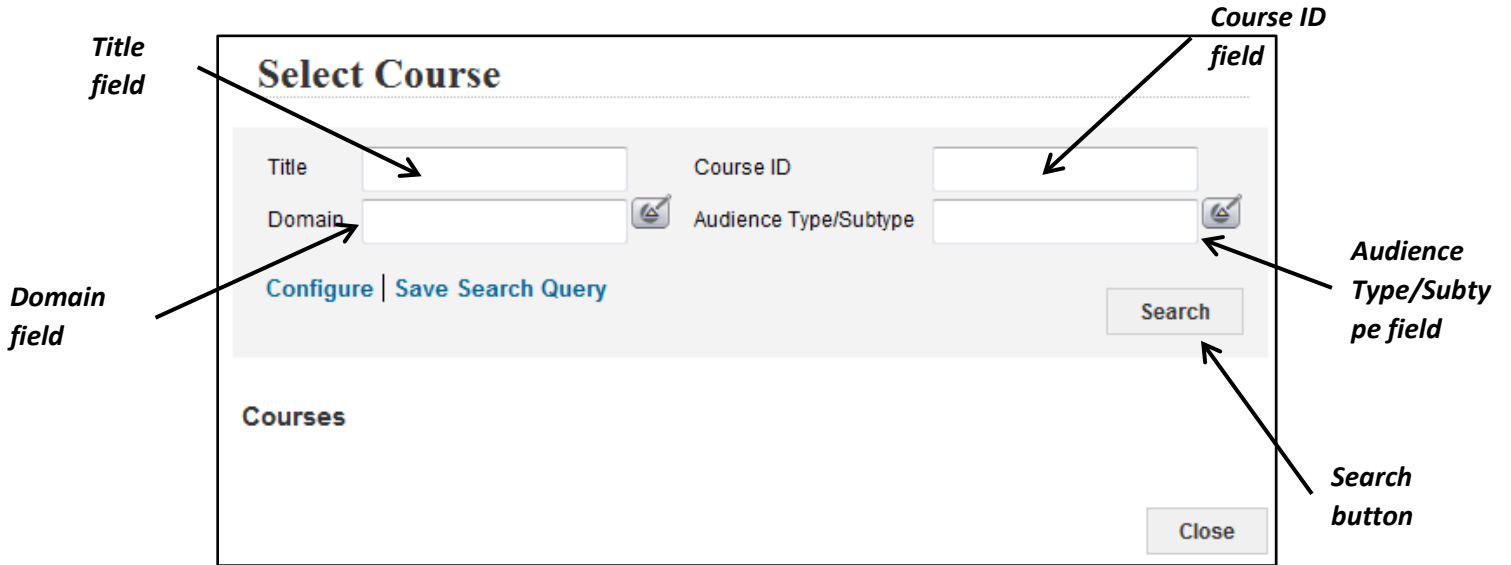 Course ID
field
Title
field
Select Course
Title
Course ID
Domain
Audience Type/Subtype
Configure | Save Search Query
Search
Domain
field
Audience
Type/Subty
pe field
Courses
Search
button
Close